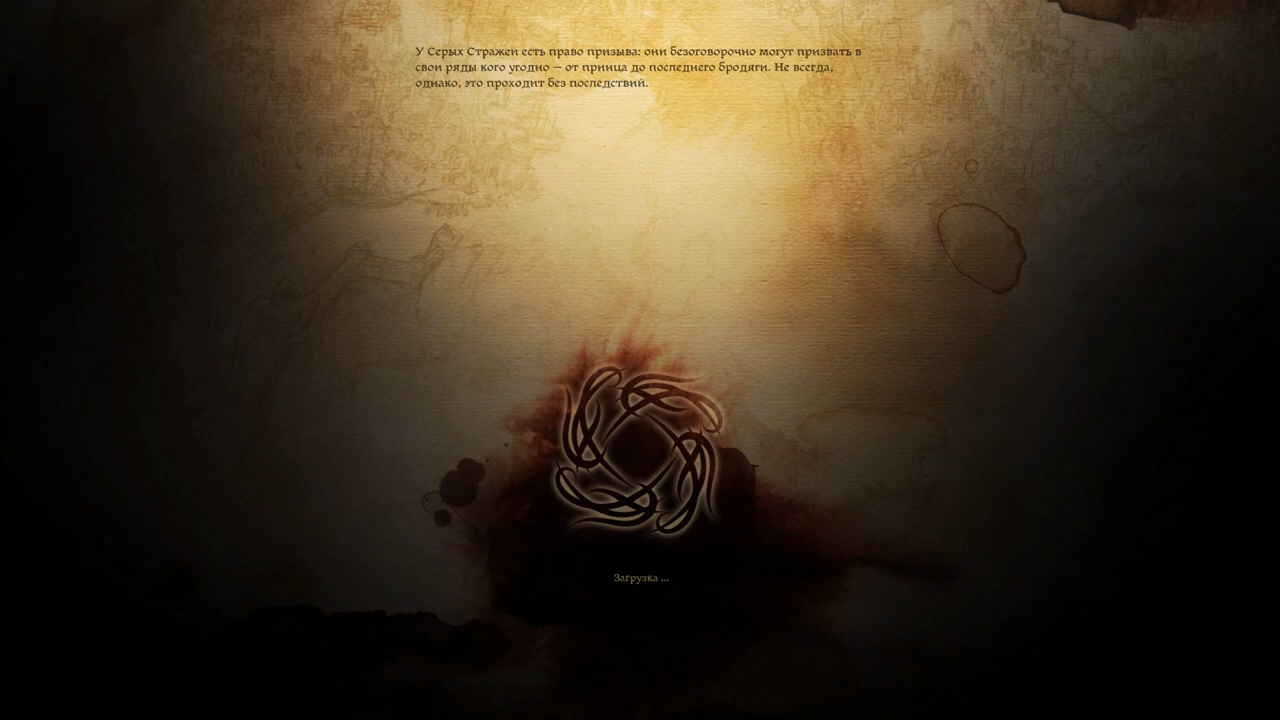 У Серых Стражей есть право призыва: они безоговорочно могут призвать в
свои ряды кого угодно – от принца до последнего бродяги. Не всегда,
однако, это проходит без последствий.
Загрузка ...